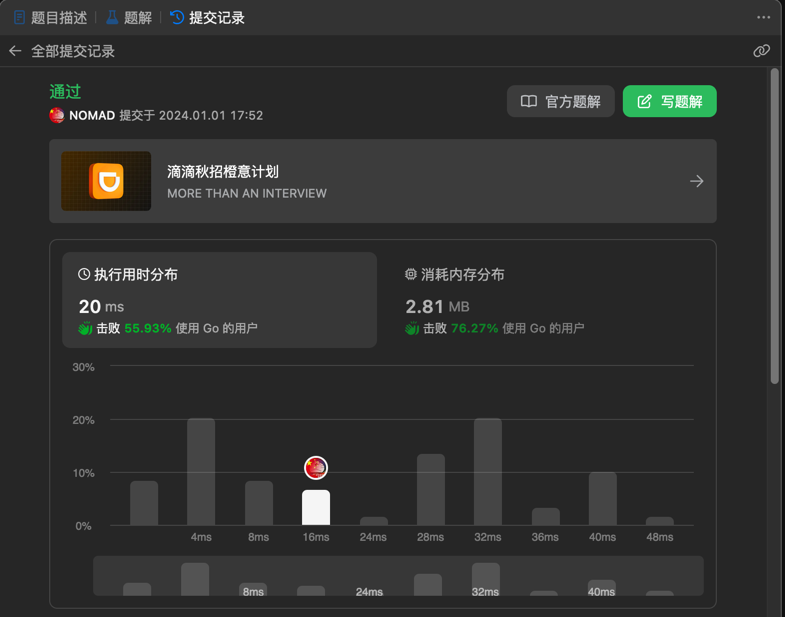 题目描述 题解 提交记录
全部提交记录
通过
NOMAD 提交于 2024.01.01 17:52
官方题解
写题解
滴滴秋招橙意计划
MORE THAN AN INTERVIEW
执行用时分布
20 ms
击败 55.93% 使用 Go 的用户
消耗内存分布
2.81 MB
击败 76.27% 使用 Go 的用户
30%
20%
10%
0%
4ms 8ms 16ms 24ms 28ms 32ms 36ms 40ms 48ms
8ms 24ms 32ms 40ms